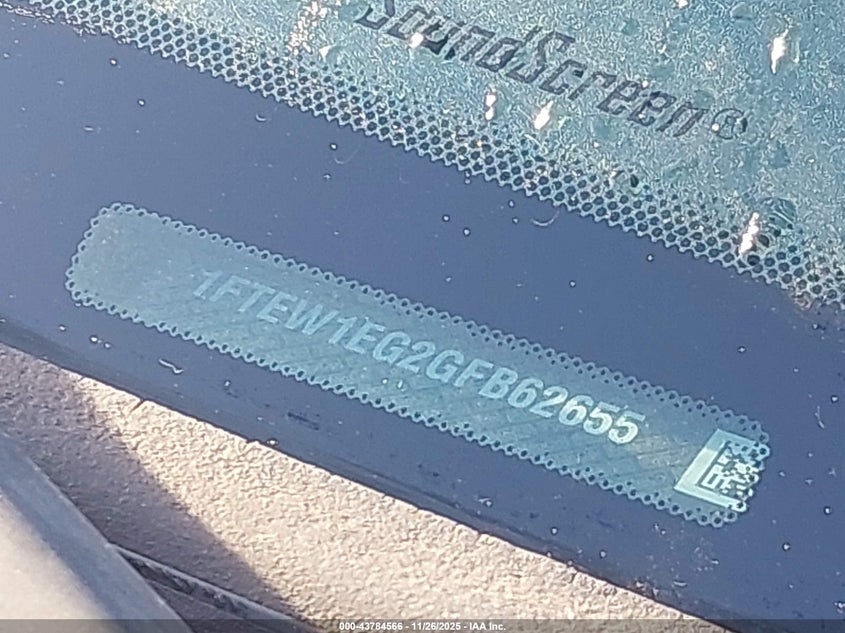 SoundScreen®
1FTEW1EG2GFB62655
000-43784566 - 11/26/2025 - IAA Inc.